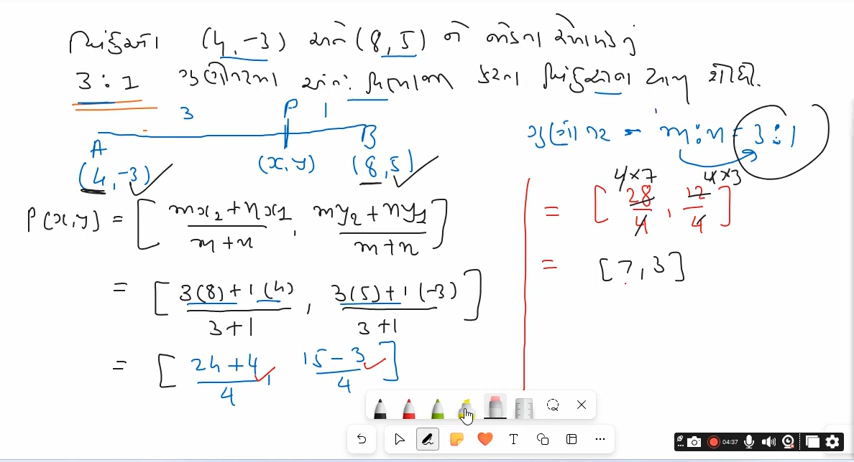 બિંદુઓ (4,-3) અને (8,5) ને જોડતા રેખાખંડનું
3:1 ગુણોત્તરમાં અંતઃ વિભાજન કરતા બિંદુના યામ શોધો.
3 P 1
ગુણોત્તર = m:n = 3:1
A B
(4,-3) (x,y) (8,5)
P(x,y) = [ mx₂+nx₁ / m+n , my₂+ny₁ / m+n ]
= [ 3(8)+1(4) / 3+1 , 3(5)+1(-3) / 3+1 ]
= [ 24+4 / 4 , 15-3 / 4 ]
4×7 4×3
= [ 28/4 , 12/4 ]
= [7,3]
T
04:37